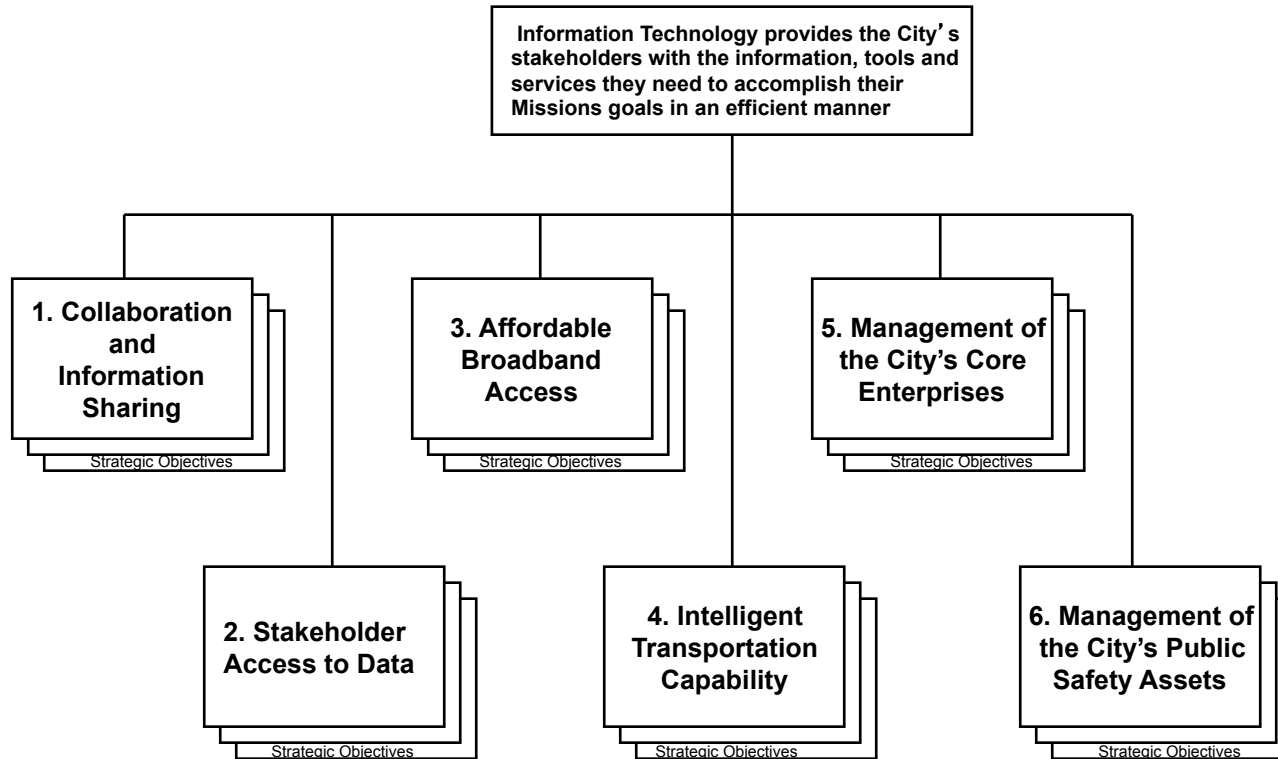 Information Technology provides the City’s
stakeholders with the information, tools and
services they need to accomplish their
Missions goals in an efficient manner
1. Collaboration
and
Information
Sharing
Strategic Objectives
3. Affordable
Broadband
Access
Strategic Objectives
5. Management of
the City’s Core
Enterprises
Strategic Objectives
2. Stakeholder
Access to Data
Strategic Objectives
4. Intelligent
Transportation
Capability
Strategic Objectives
6. Management of
the City’s Public
Safety Assets
Strategic Objectives